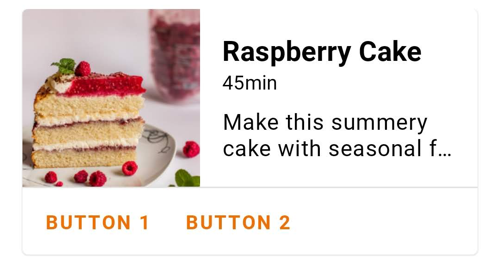 Raspberry Cake
45min
Make this summery
cake with seasonal f...
BUTTON 1 BUTTON 2